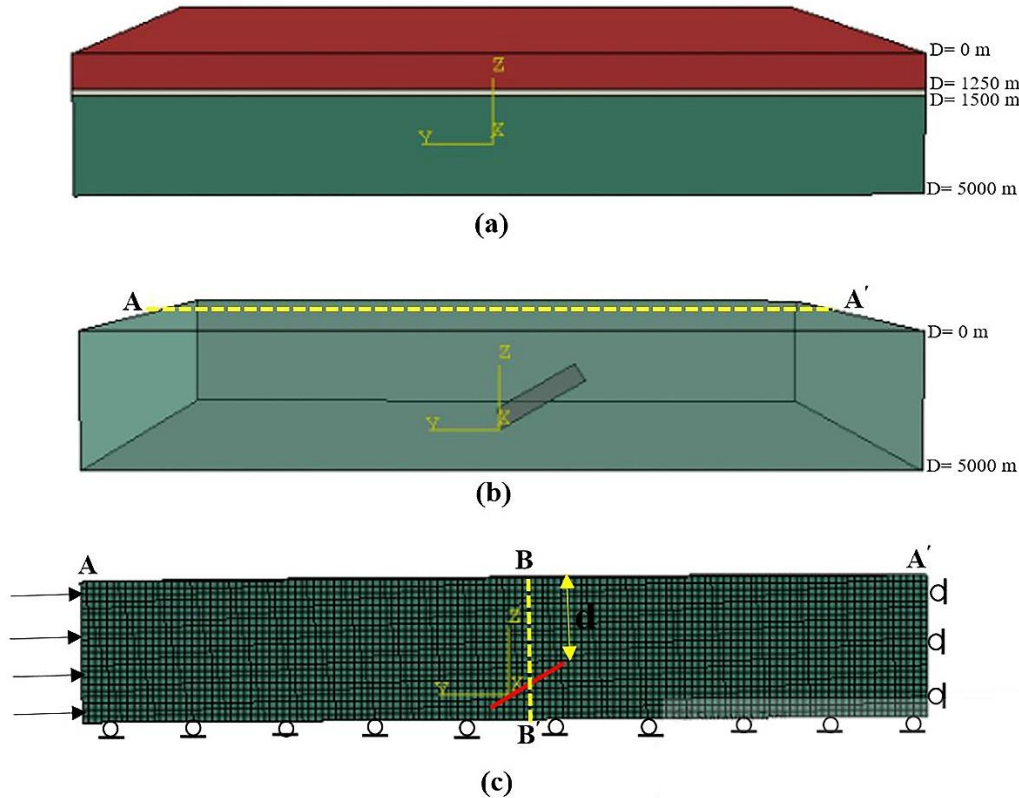 D= 0 m
Z
D= 1250 m
D= 1500 m
Y
X
D= 5000 m
(a)
A
A′
D= 0 m
Z
Y
X
D= 5000 m
(b)
A
B
A′
d
Z
Y
X
B′
(c)